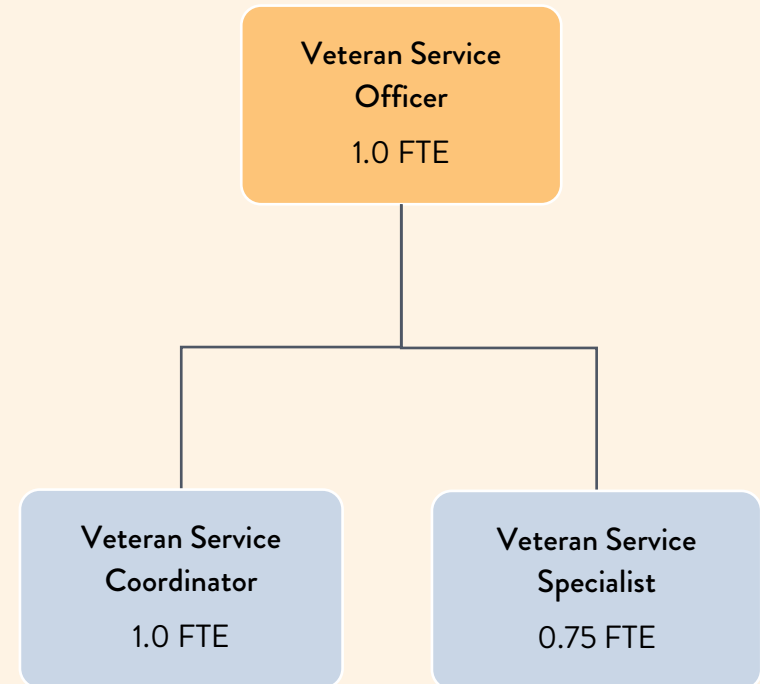 Veteran Service
Officer
1.0 FTE
Veteran Service
Coordinator
1.0 FTE
Veteran Service
Specialist
0.75 FTE